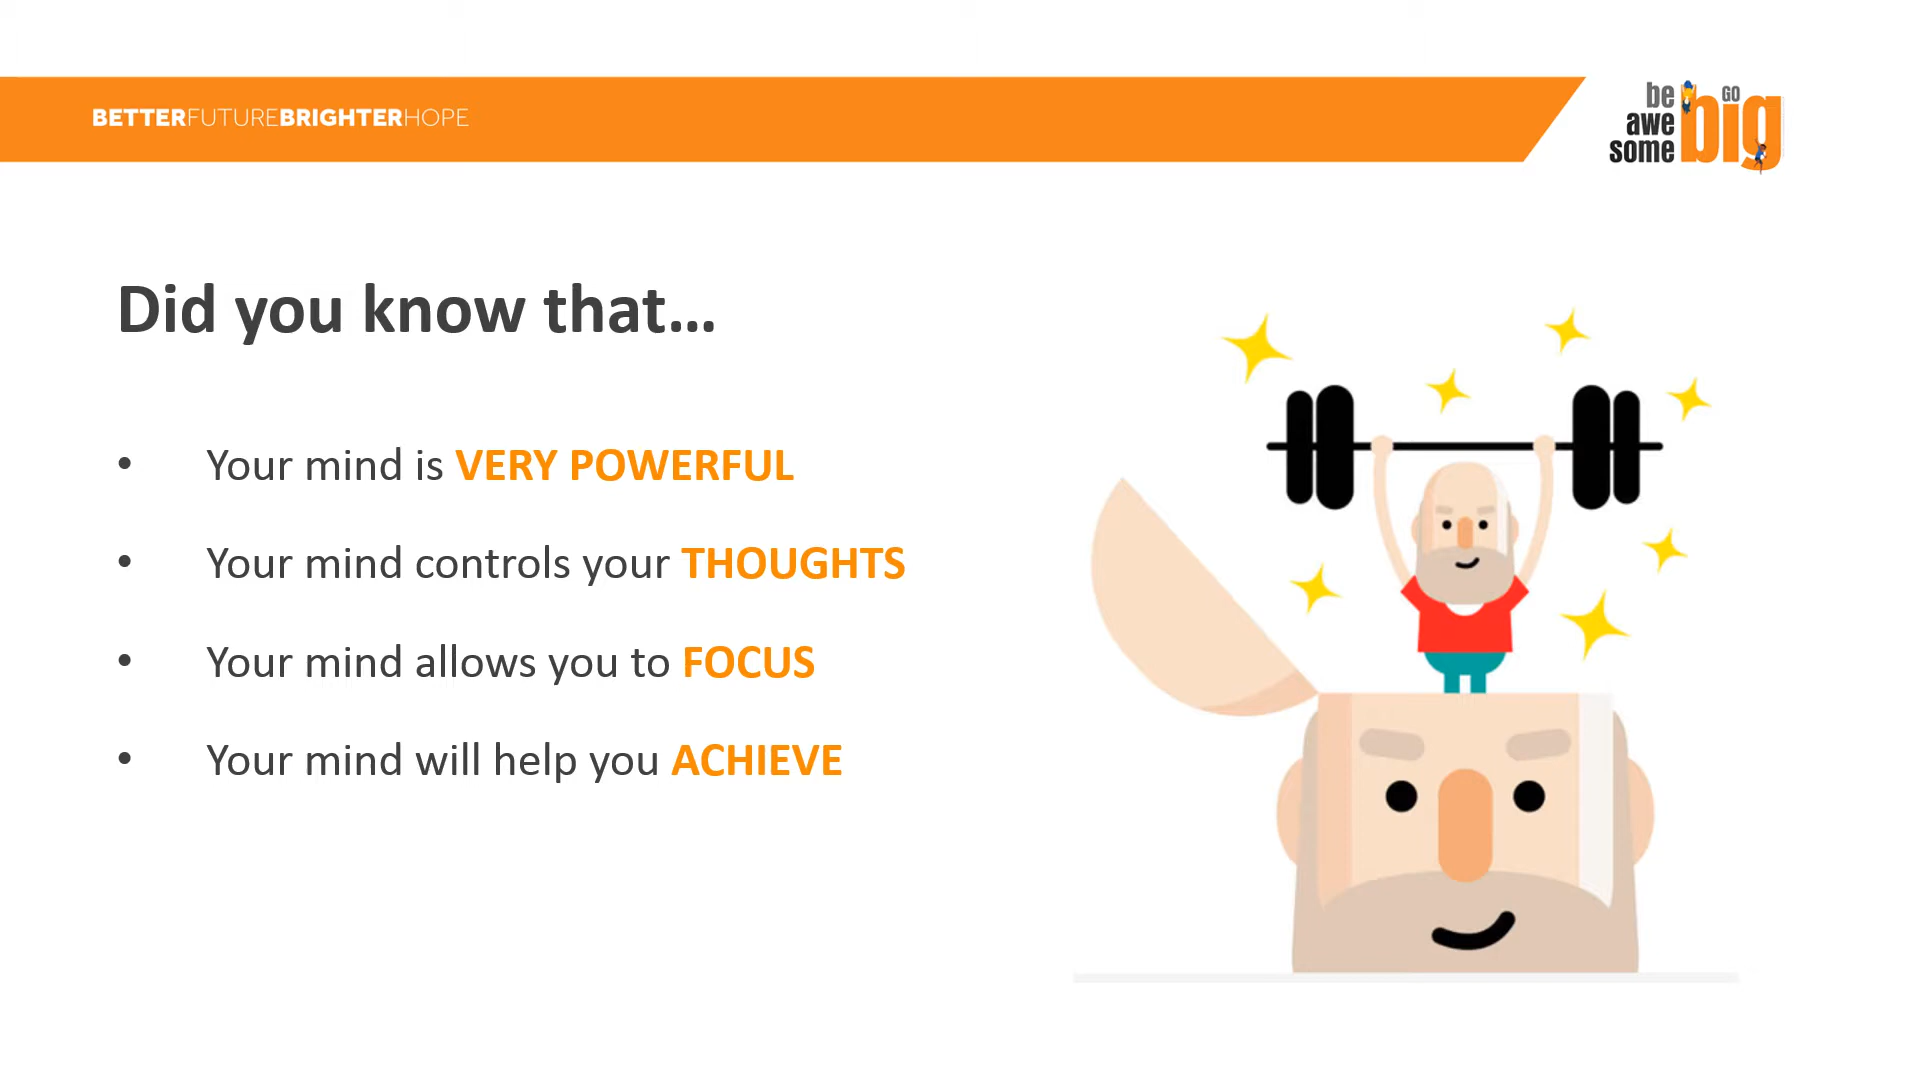 BETTERFUTUREBRIGHTERHOPE
be
awe
some
GO
big
Did you know that...
• Your mind is VERY POWERFUL
• Your mind controls your THOUGHTS
• Your mind allows you to FOCUS
• Your mind will help you ACHIEVE